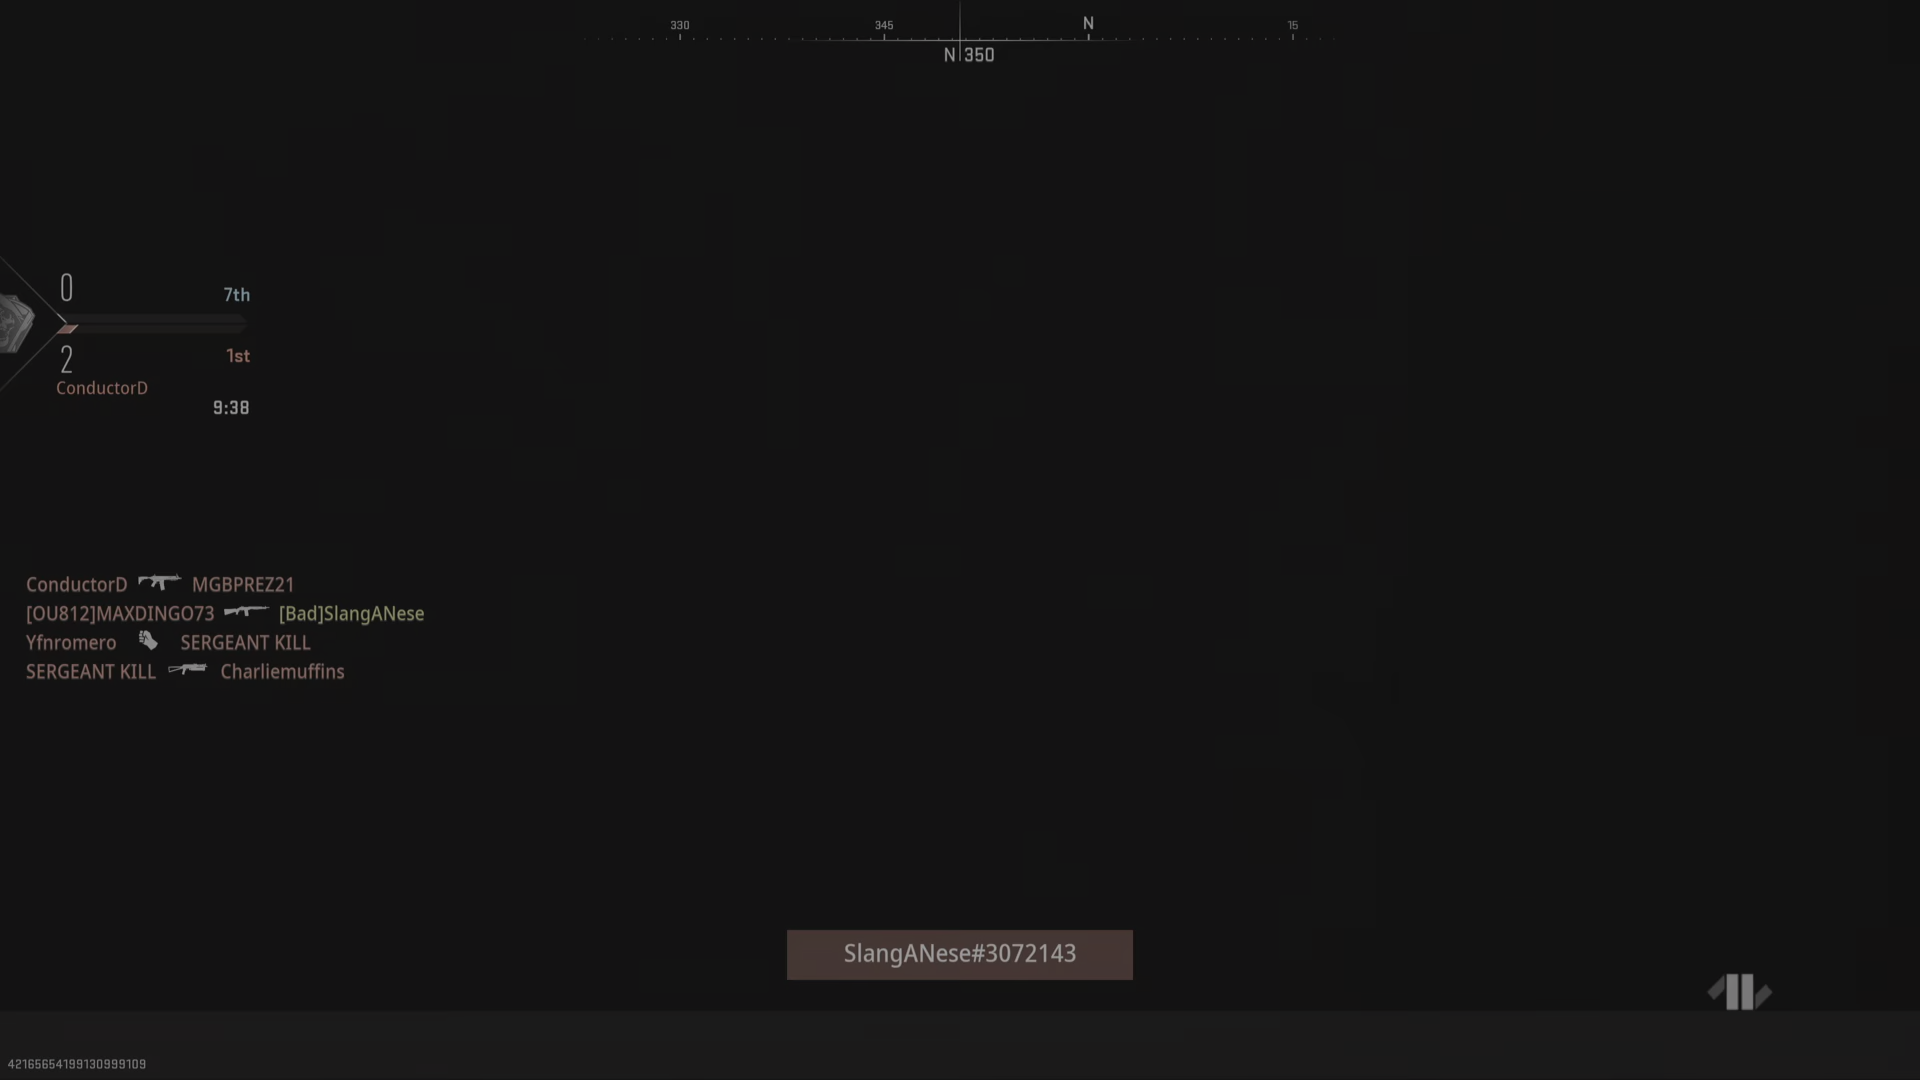 330 345 N 15
N 350
0 7th
2 1st
ConductorD
9:38
ConductorD MGBPREZ21
[OU812]MAXDINGO73 [Bad]SlangANese
Yfnromero SERGEANT KILL
SERGEANT KILL Charliemuffins
SlangANese#3072143
42165654199130999109